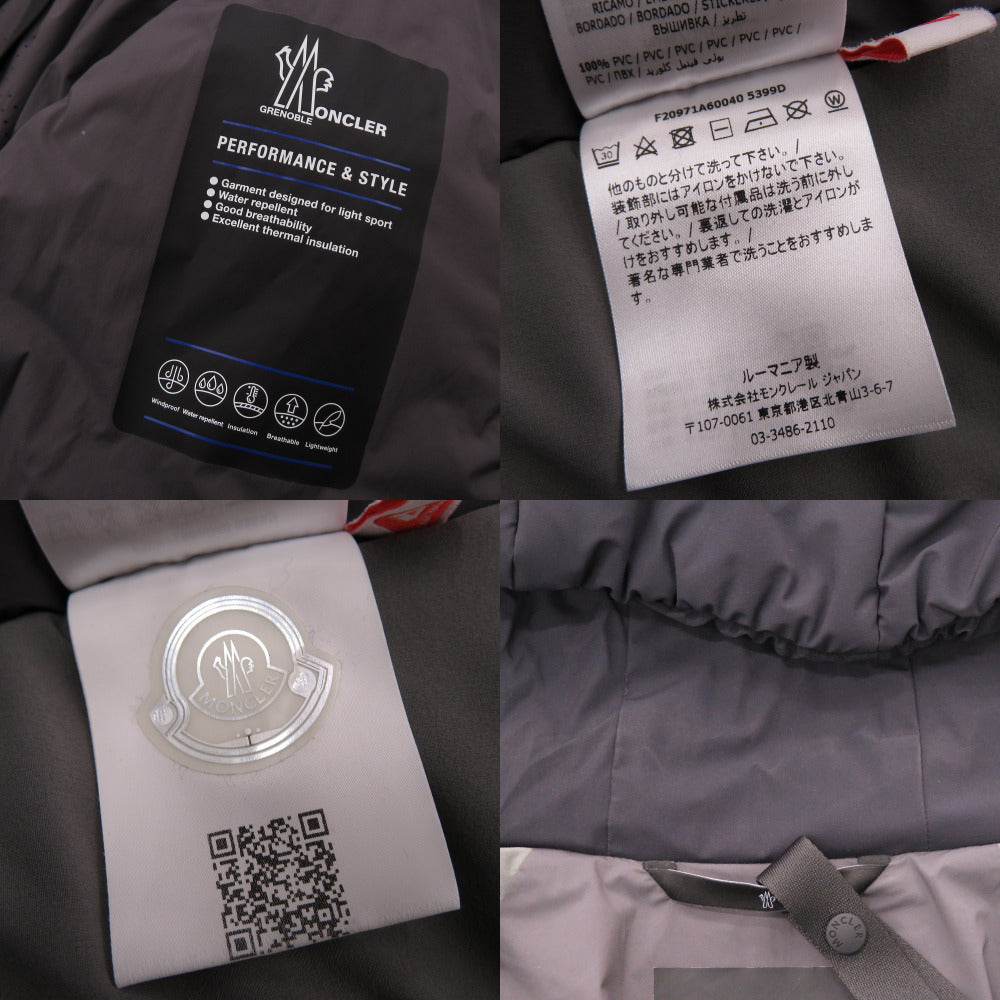 GRENOBLE
MONCLER
PERFORMANCE & STYLE
Garment designed for light sport
Water repellent
Good breathability
Excellent thermal insulation
Windproof Water repellent Insulation Breathable Lightweight
RICAMO /
BORDADO / BORDADO / STICKEREI /
ВЫШИВКА / تطريز /
100% PVC / PVC / PVC / PVC / PVC / PVC /
PVC / ПВХ / بولي فينيل كلوريد
F20971A60040 5399D
30
W
他のものと分けて洗って下さい。/
装飾部にはアイロンをかけないで下さい。
/ 取り外し可能な付属品は洗う前に外し
てください。/ 裏返しての洗濯とアイロンが
けをおすすめします。/
著名な専門業者で洗うことをおすすめしま
す。
ルーマニア製
株式会社モンクレール ジャパン
〒107-0061 東京都港区北青山3-6-7
03-3486-2110
MONCLER
MONCLER